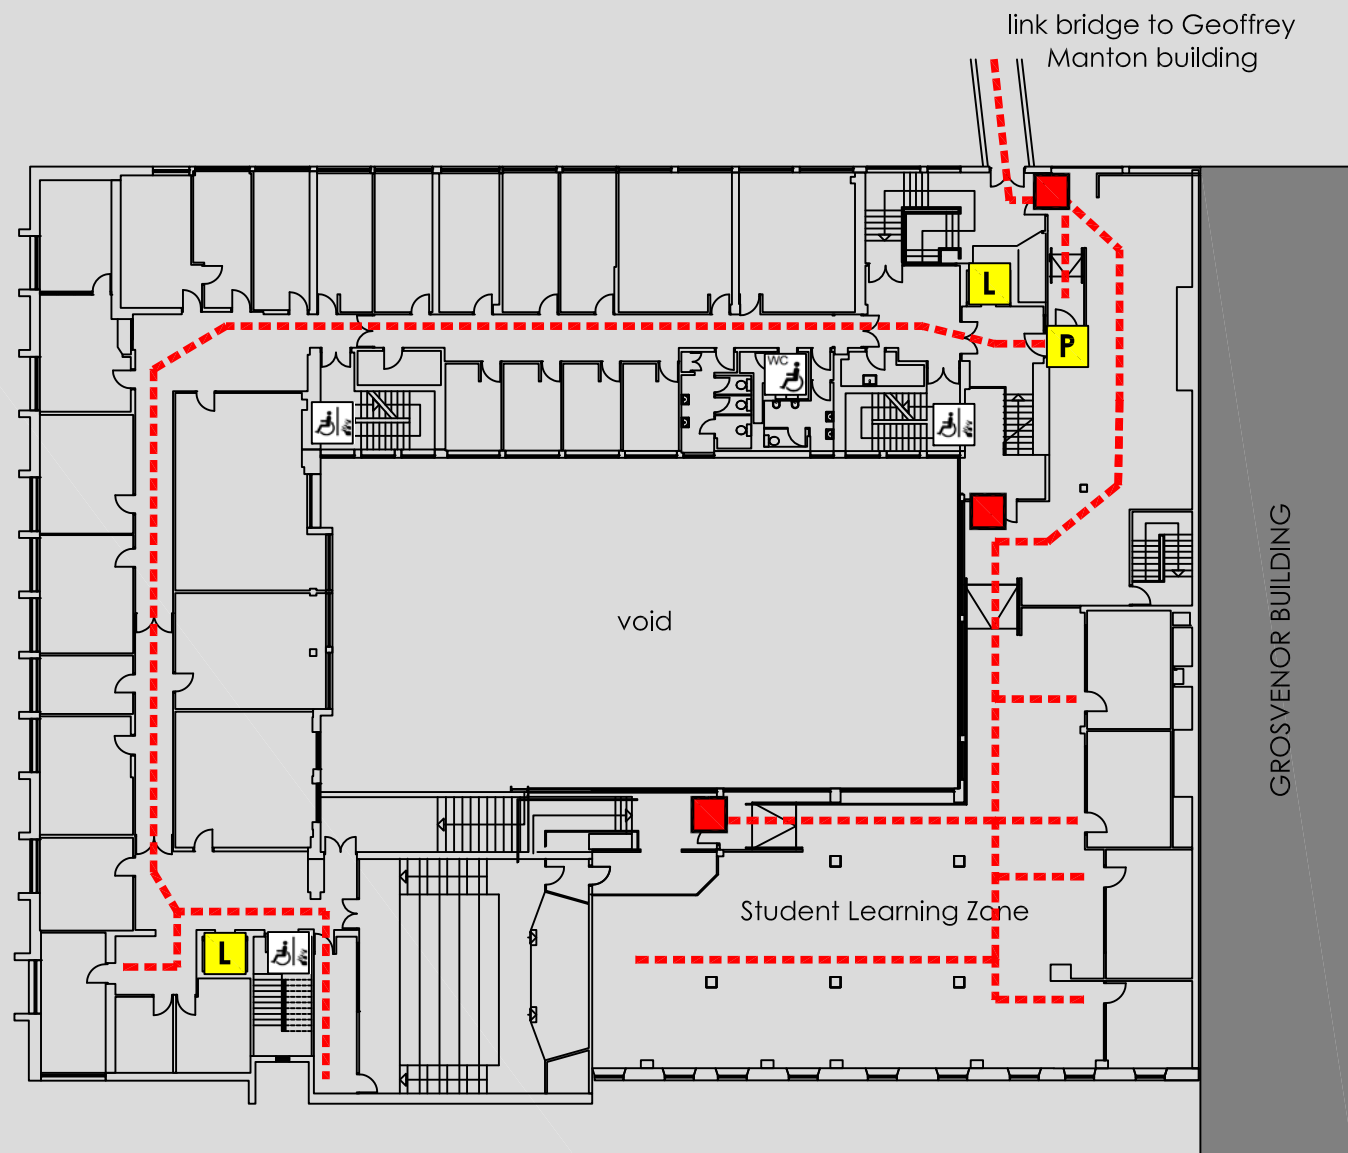 link bridge to Geoffrey
Manton building
L
P
WC
void
GROSVENOR BUILDING
Student Learning Zone
L